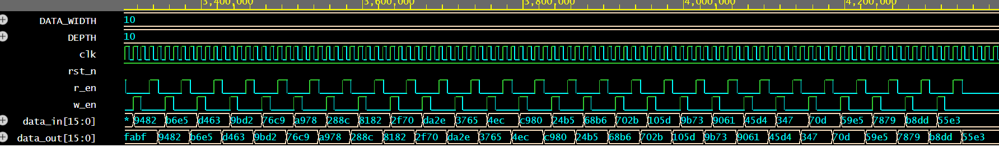 3,400,000 3,600,000 3,800,000 4,000,000 4,200,000
DATA_WIDTH 10
DEPTH 10
clk
rst_n
r_en
w_en
data_in[15:0] * 9482 b6e5 d463 9bd2 76c9 a978 288c 8182 2f70 da2e 3765 4ec c980 24b5 68b6 702b 105d 9b73 9061 45d4 347 70d 59e5 7879 b8dd 55e3
data_out[15:0] fabf 9482 b6e5 d463 9bd2 76c9 a978 288c 8182 2f70 da2e 3765 4ec c980 24b5 68b6 702b 105d 9b73 9061 45d4 347 70d 59e5 7879 b8dd 55e3